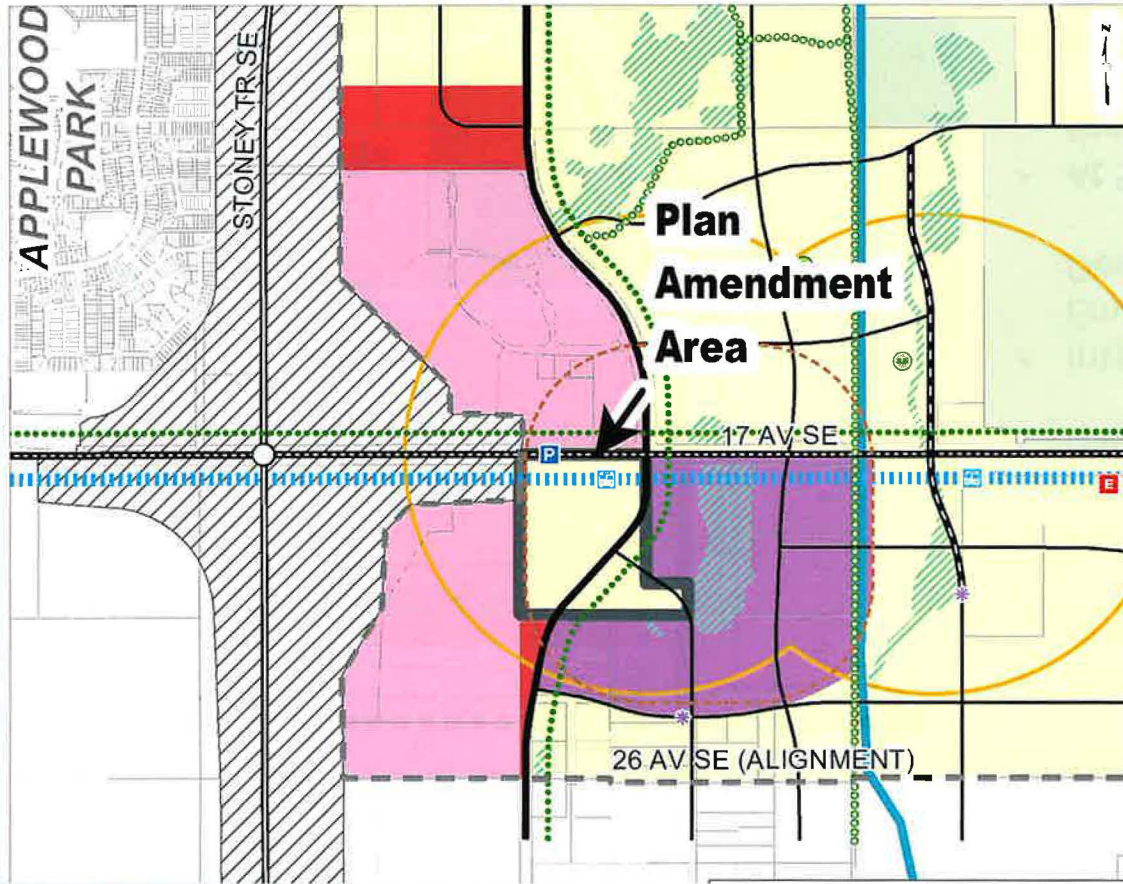 APPLEWOOD
PARK
STONEY TR SE
N
Plan
Amendment
Area
17 AV SE
P
E
26 AV SE (ALIGNMENT)